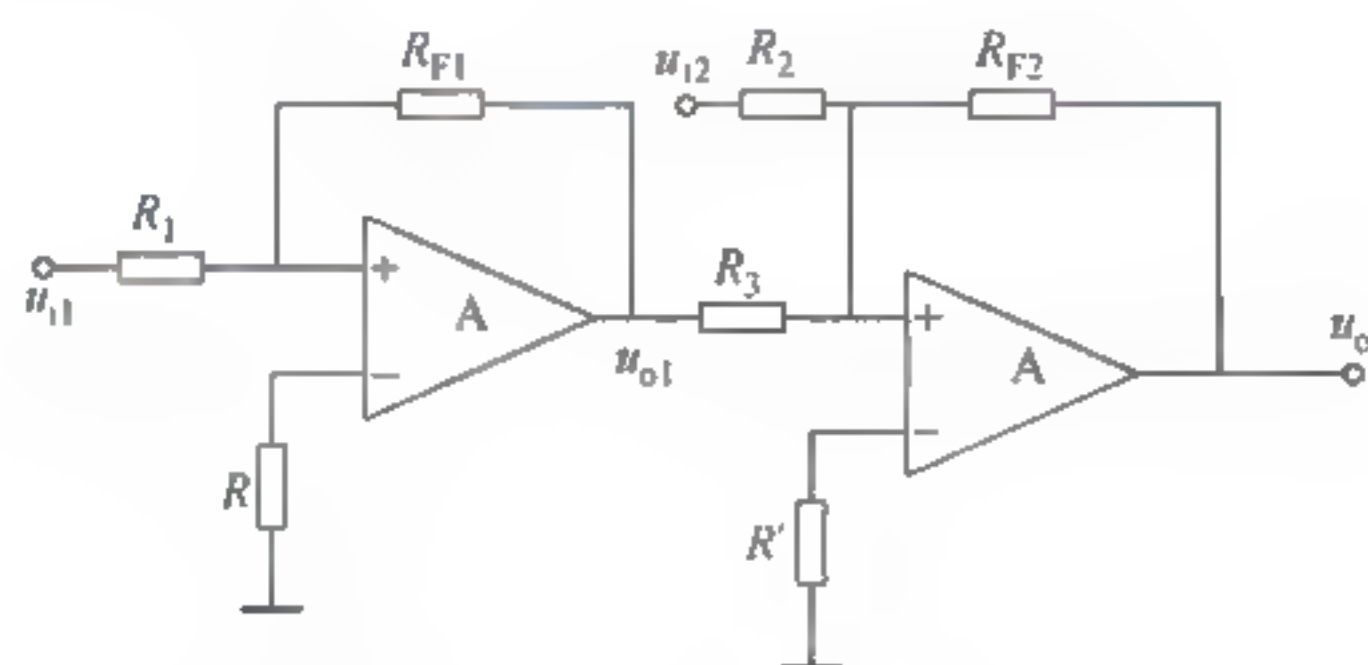 R_F1
u_i2
R_2
R_F2
R_1
u_i1
+
A
−
R
u_o1
R_3
+
A
−
R'
u_o